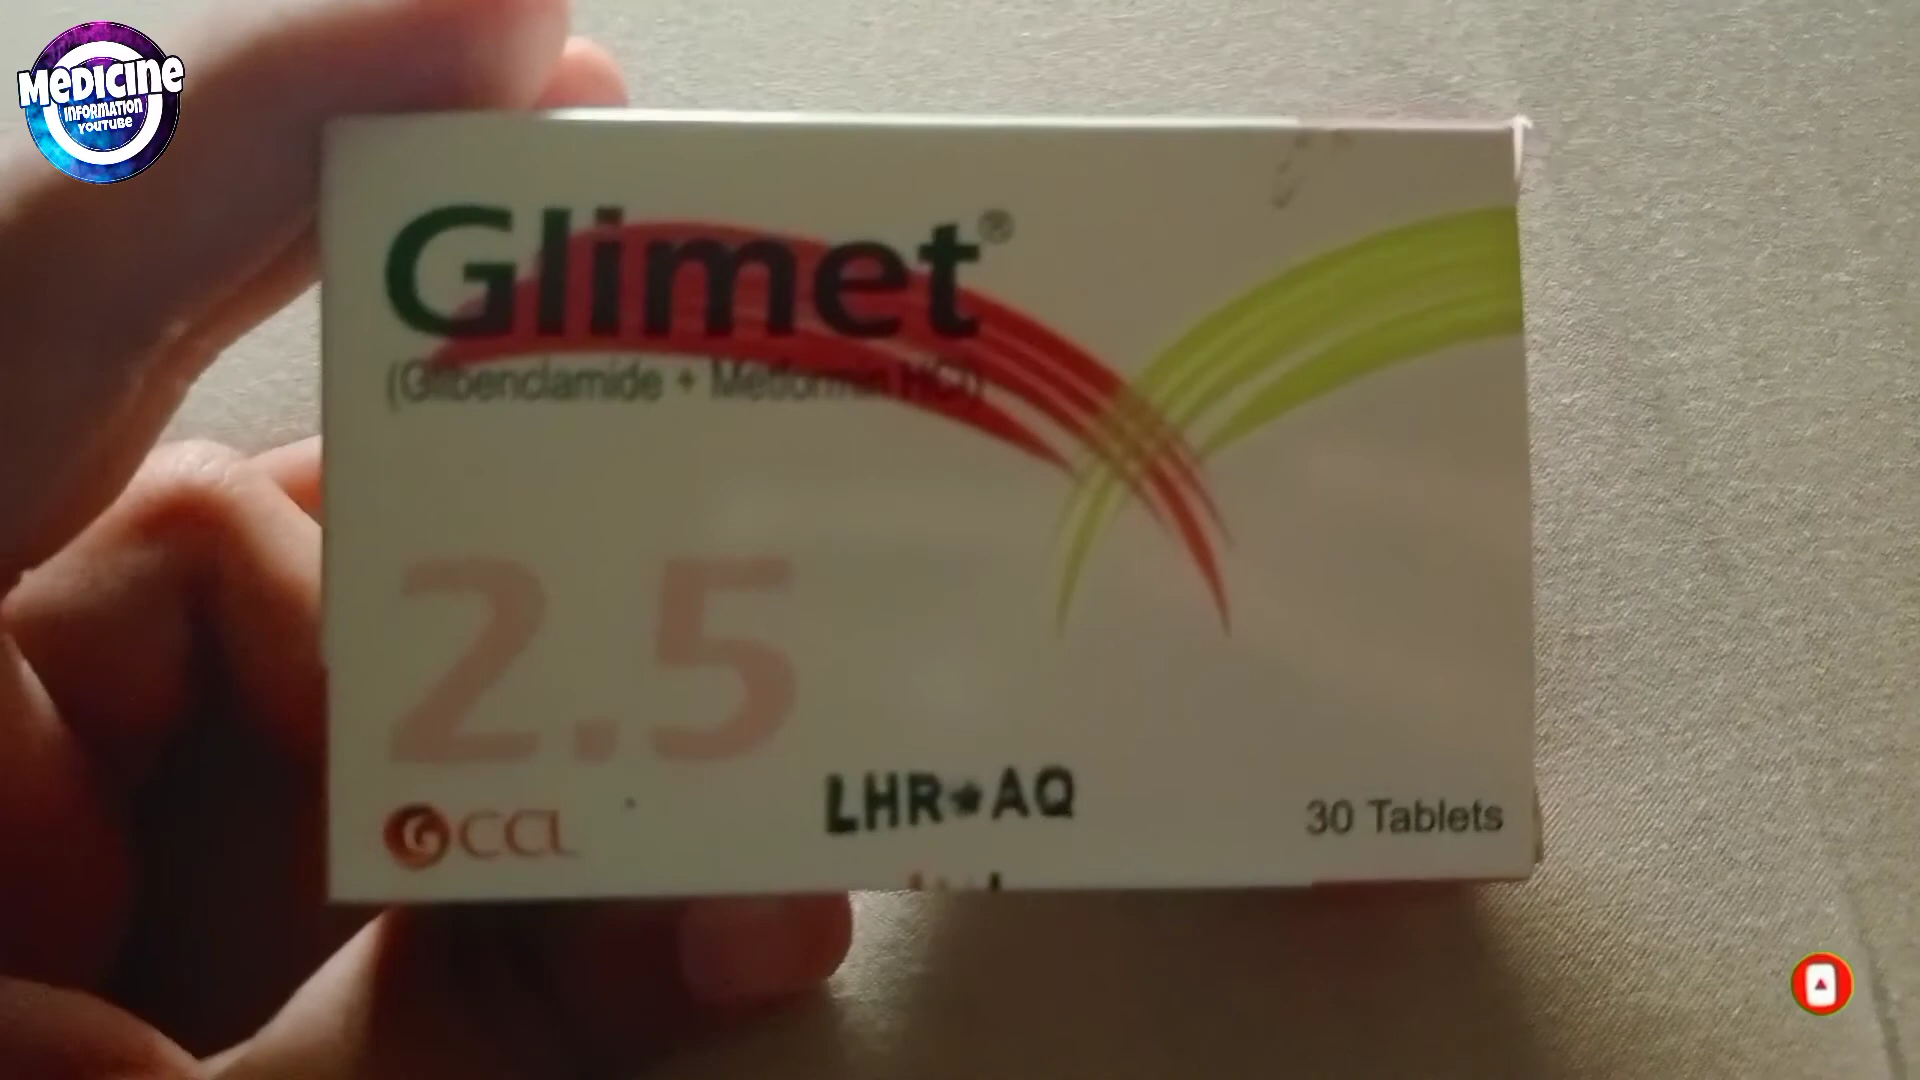 MEDICINE
INFORMATION
YOUTUBE
Glimet®
(Glibenclamide + Metformin HCl)
2.5
CCL
LHR★AQ
30 Tablets